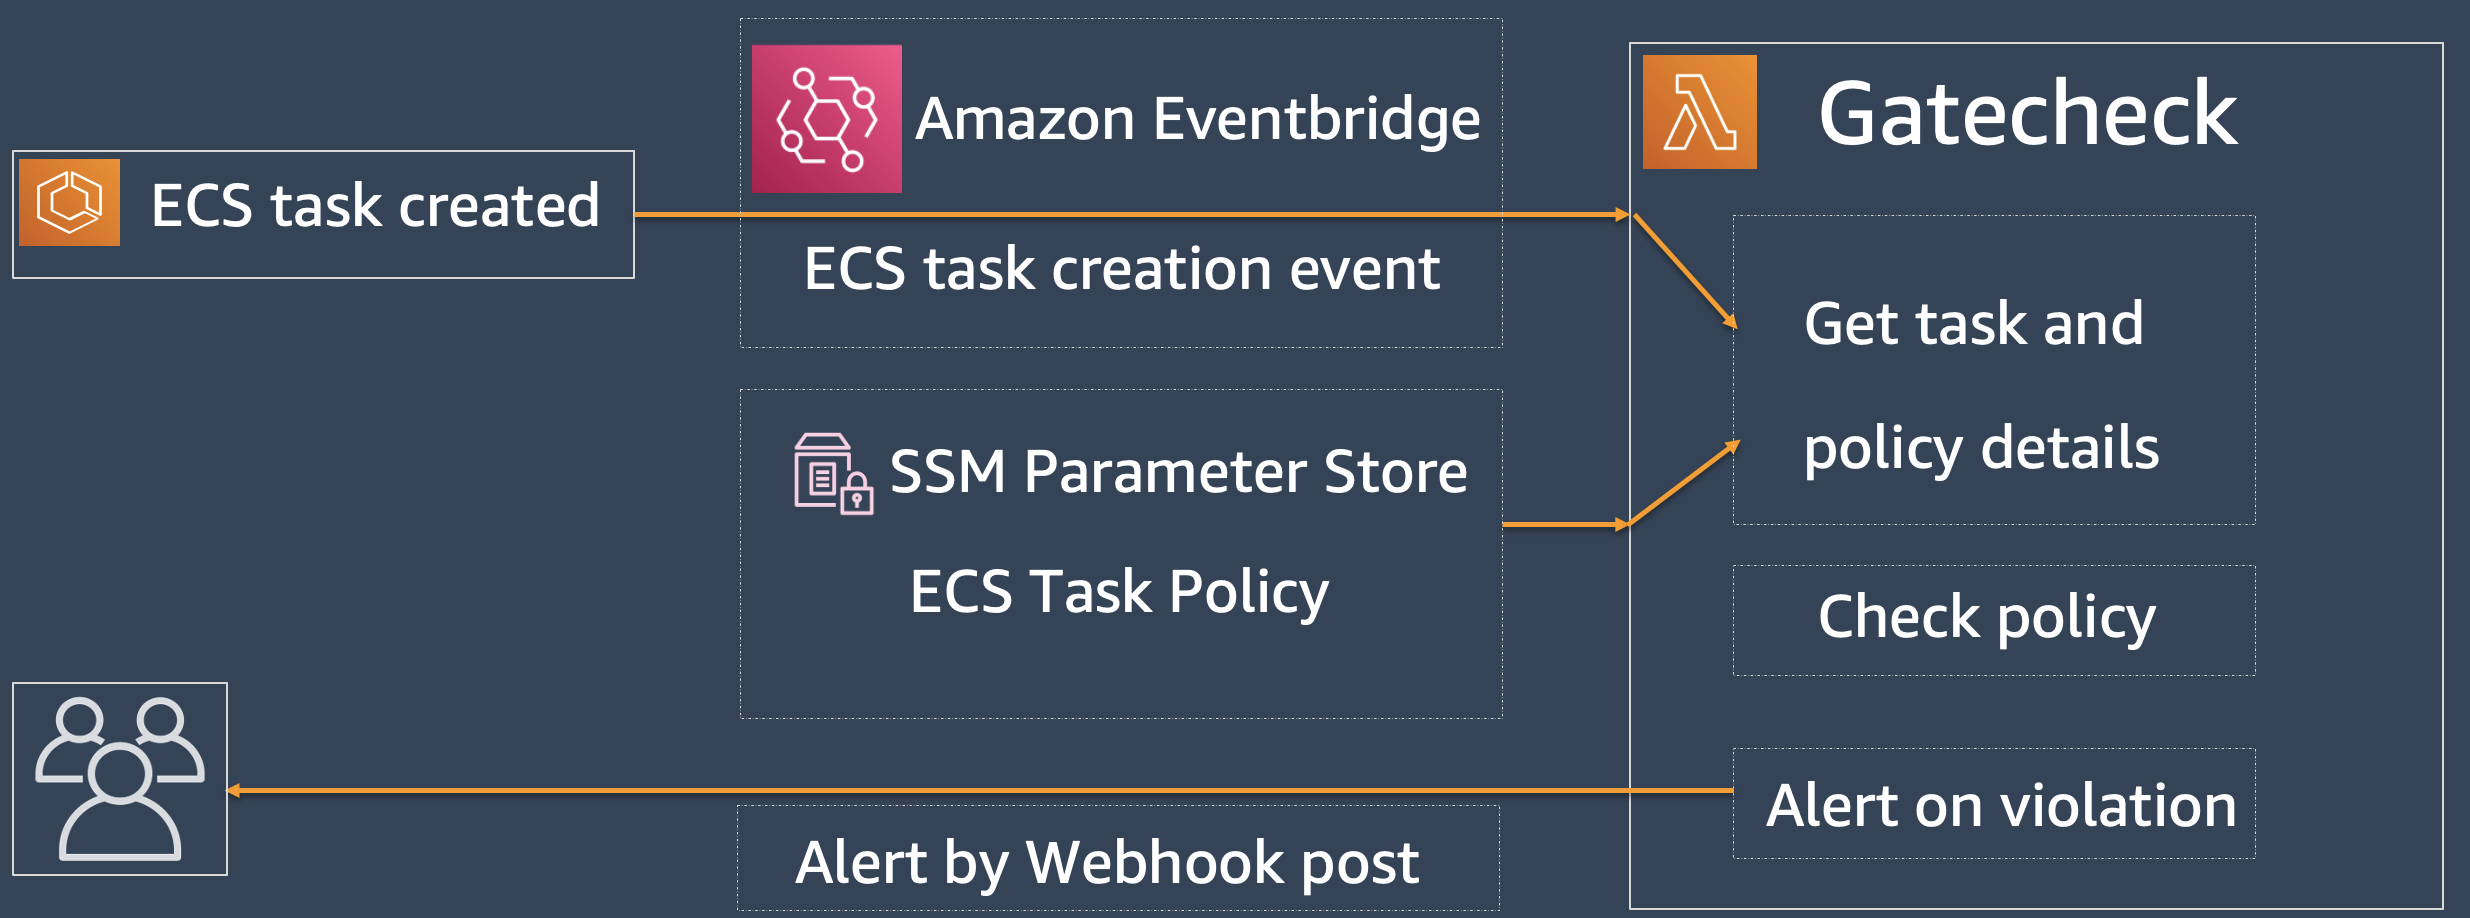 ECS task created
Amazon Eventbridge
ECS task creation event
SSM Parameter Store
ECS Task Policy
Gatecheck
Get task and
policy details
Check policy
Alert on violation
Alert by Webhook post